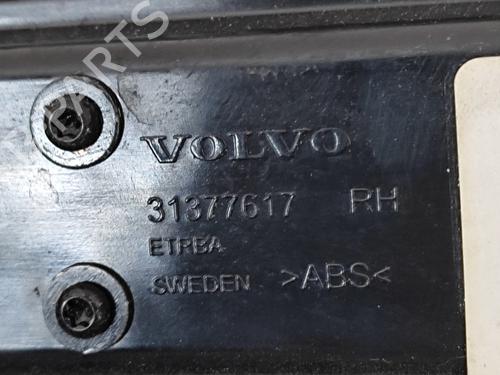 VOLVO
31377617 RH
ETRBA
SWEDEN >ABS<